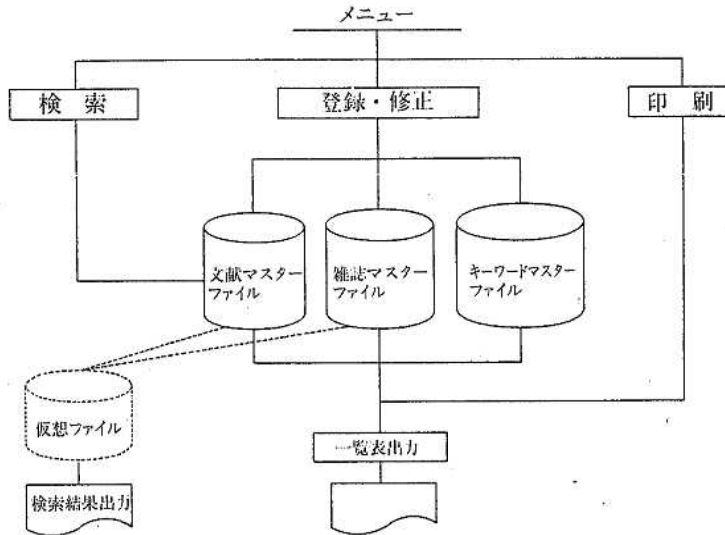 メニュー
検 索
登録・修正
印 刷
文献マスター
ファイル
雑誌マスター
ファイル
キーワードマスター
ファイル
仮想ファイル
一覧表出力
検索結果出力